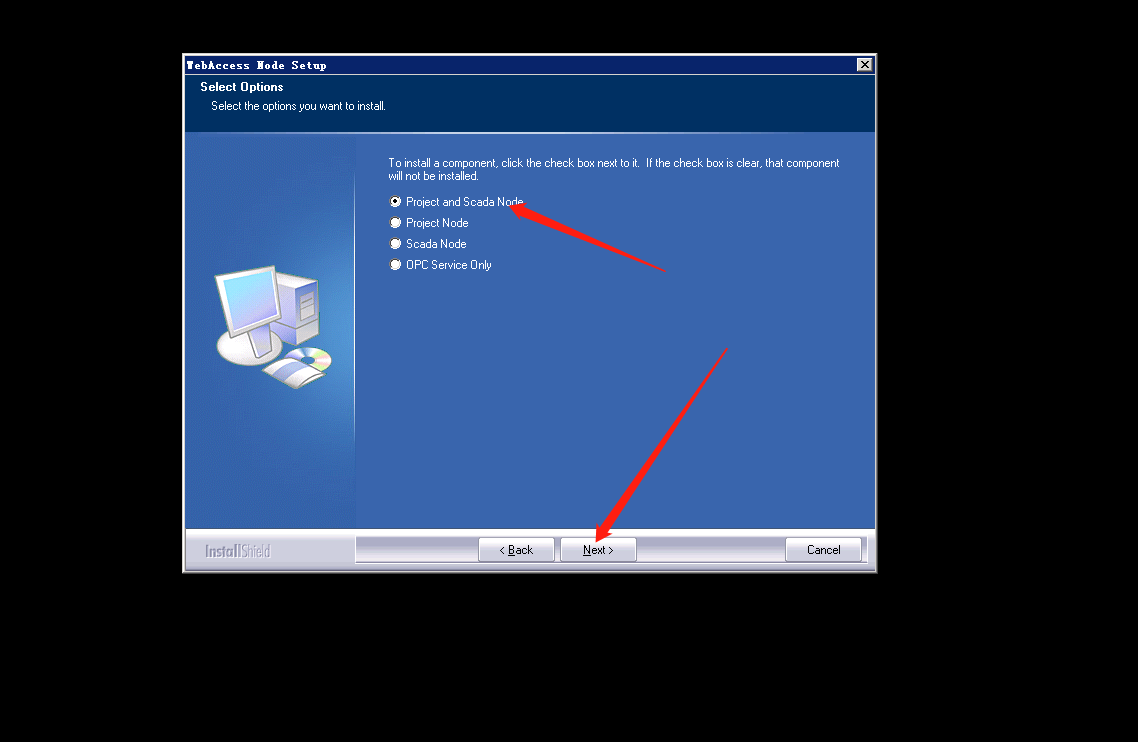 WebAccess Node Setup
Select Options
Select the options you want to install.
To install a component, click the check box next to it. If the check box is clear, that component
will not be installed.
Project and Scada Node
Project Node
Scada Node
OPC Service Only
InstallShield
< Back
Next >
Cancel